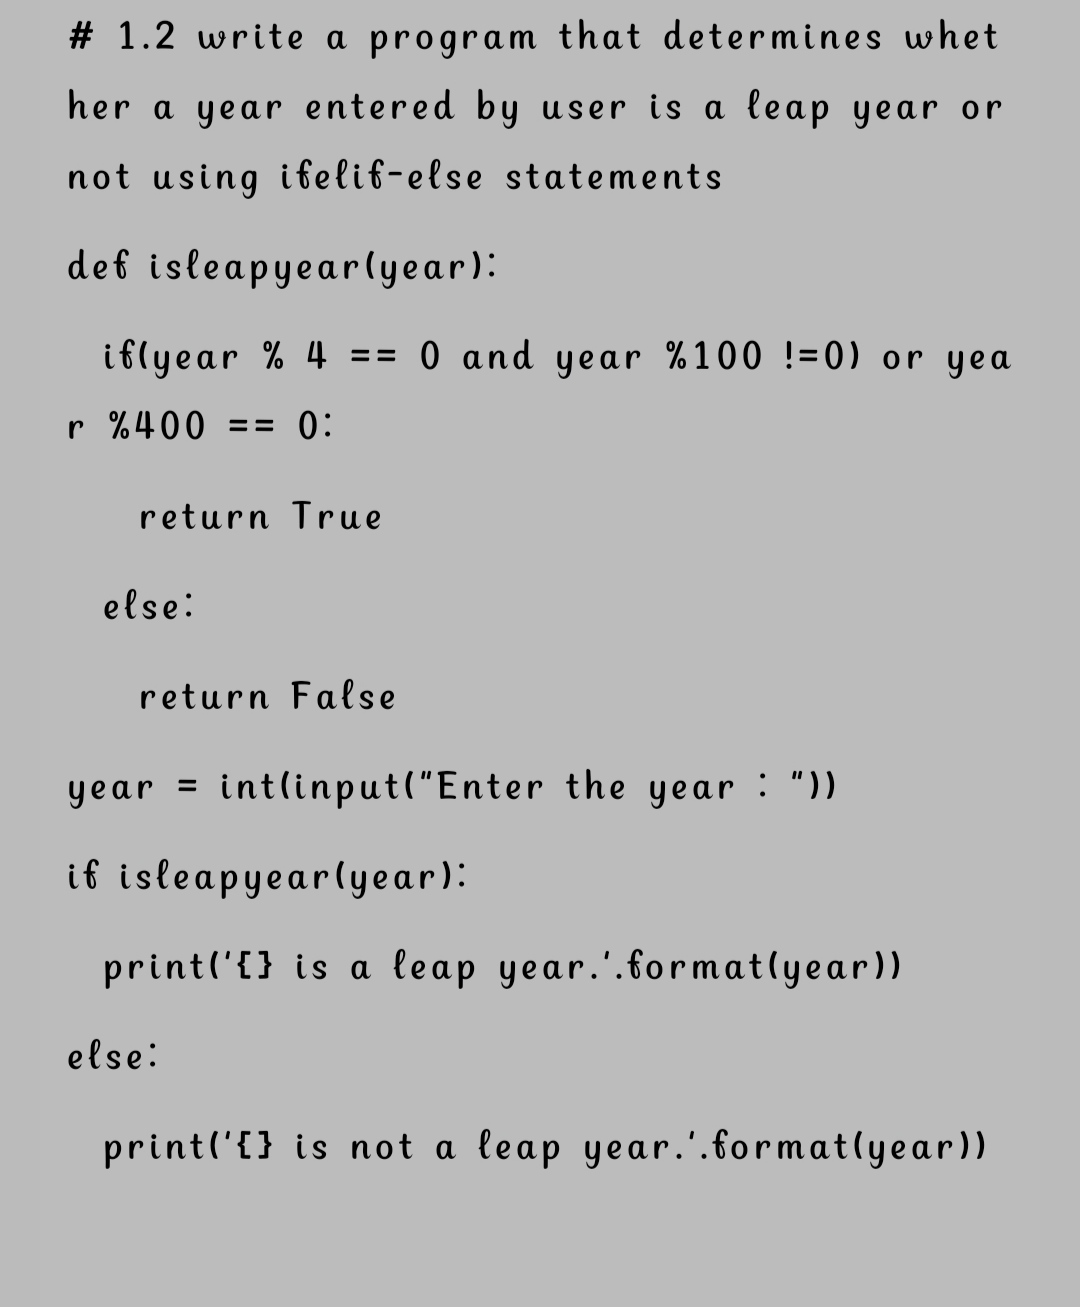 # 1.2 write a program that determines whet
her a year entered by user is a leap year or
not using ifelif-else statements
def isleapyear(year):
if(year % 4 == 0 and year %100 !=0) or yea
r %400 == 0:
return True
else:
return False
year = int(input("Enter the year : "))
if isleapyear(year):
print('{} is a leap year.'.format(year))
else:
print('{} is not a leap year.'.format(year))